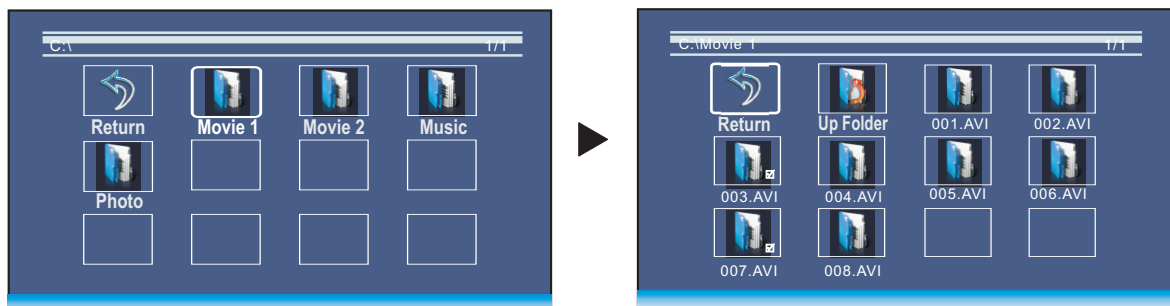 C:\ 1/1
Return Movie 1 Movie 2 Music
Photo
C:\Movie 1 1/1
Return Up Folder 001.AVI 002.AVI
003.AVI 004.AVI 005.AVI 006.AVI
007.AVI 008.AVI